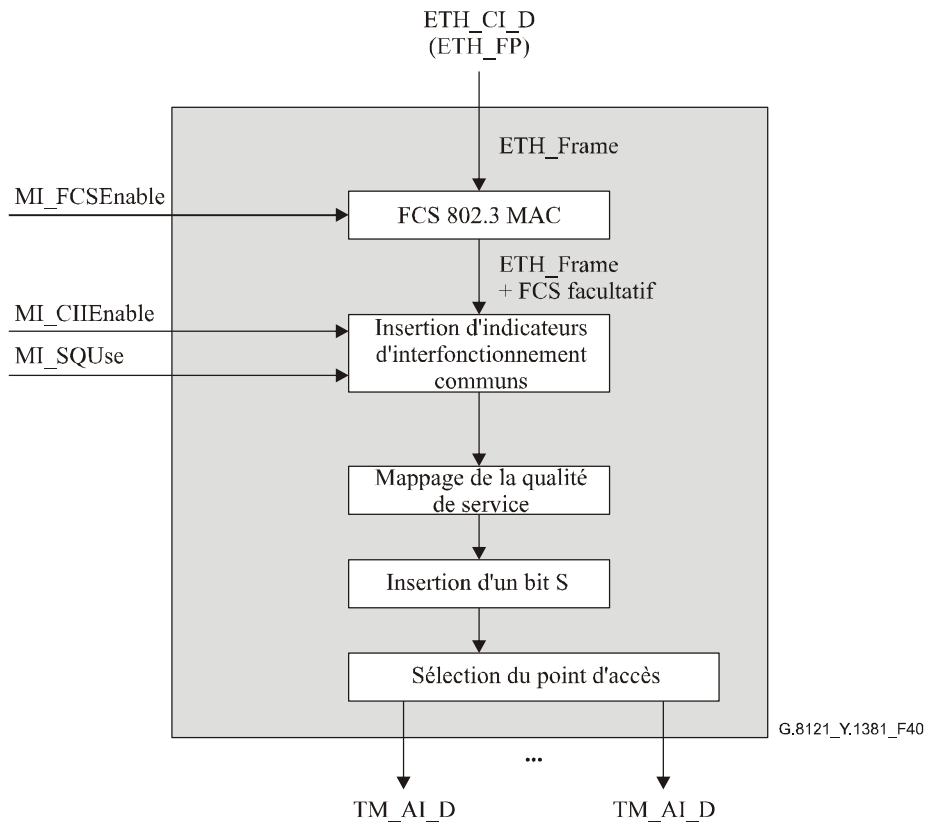 ETH_CI_D
(ETH_FP)
ETH_Frame
MI_FCSEnable
FCS 802.3 MAC
ETH_Frame
+ FCS facultatif
MI_CIIEnable
MI_SQUse
Insertion d'indicateurs
d'interfonctionnement
communs
Mappage de la qualité
de service
Insertion d'un bit S
Sélection du point d'accès
G.8121_Y.1381_F40
...
TM_AI_D
TM_AI_D